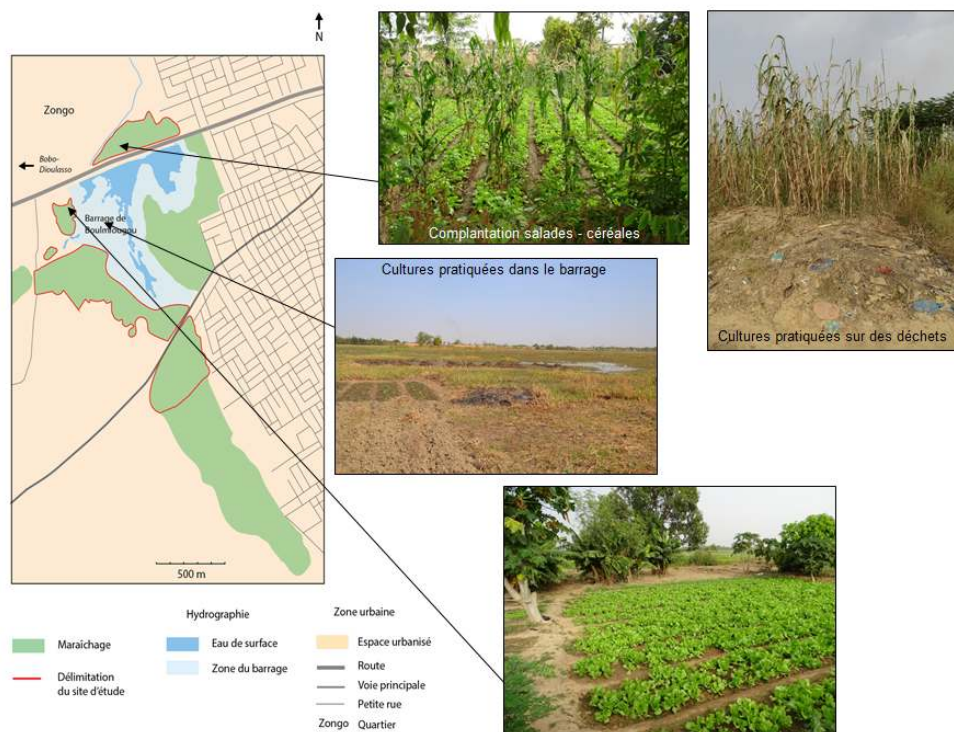 N
Zongo
Bobo-
Dioulasso
Barrage de
Boulmiougou
500 m
Complantation salades - céréales
Cultures pratiquées sur des déchets
Cultures pratiquées dans le barrage
Maraîchage
Délimitation
du site d'étude
Hydrographie
Eau de surface
Zone du barrage
Zone urbaine
Espace urbanisé
Route
Voie principale
Petite rue
Zongo Quartier